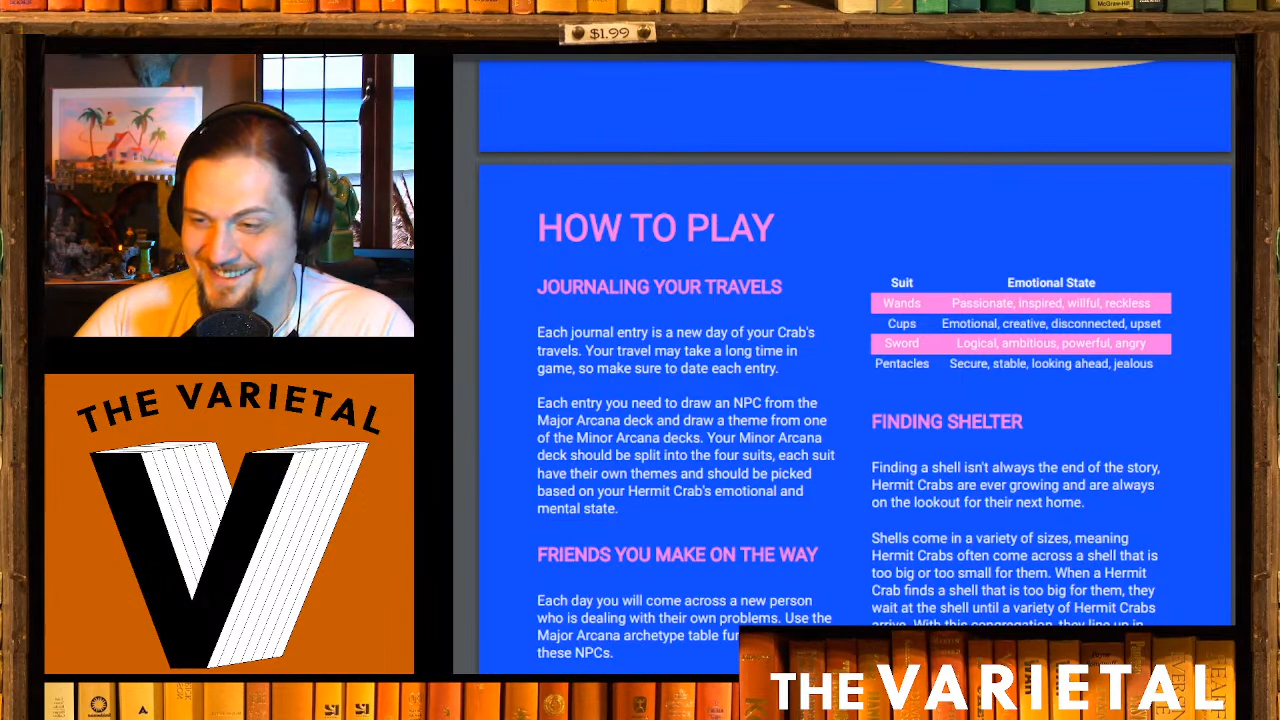 McGraw-Hill
$1.99
THE VARIETAL
HOW TO PLAY
JOURNALING YOUR TRAVELS
Each journal entry is a new day of your Crab's
travels. Your travel may take a long time in
game, so make sure to date each entry.
Each entry you need to draw an NPC from the
Major Arcana deck and draw a theme from one
of the Minor Arcana decks. Your Minor Arcana
deck should be split into the four suits, each suit
have their own themes and should be picked
based on your Hermit Crab's emotional and
mental state.
FRIENDS YOU MAKE ON THE WAY
Each day you will come across a new person
who is dealing with their own problems. Use the
Major Arcana archetype table
these NPCs.
Suit Emotional State
Wands Passionate, inspired, willful, reckless
Cups Emotional, creative, disconnected, upset
Sword Logical, ambitious, powerful, angry
Pentacles Secure, stable, looking ahead, jealous
FINDING SHELTER
Finding a shell isn't always the end of the story,
Hermit Crabs are ever growing and are always
on the lookout for their next home.
Shells come in a variety of sizes, meaning
Hermit Crabs often come across a shell that is
too big or too small for them. When a Hermit
Crab finds a shell that is too big for them, they
wait at the shell until a variety of Hermit Crabs
arrive. With this congregation, they line up in
THE VARIETAL